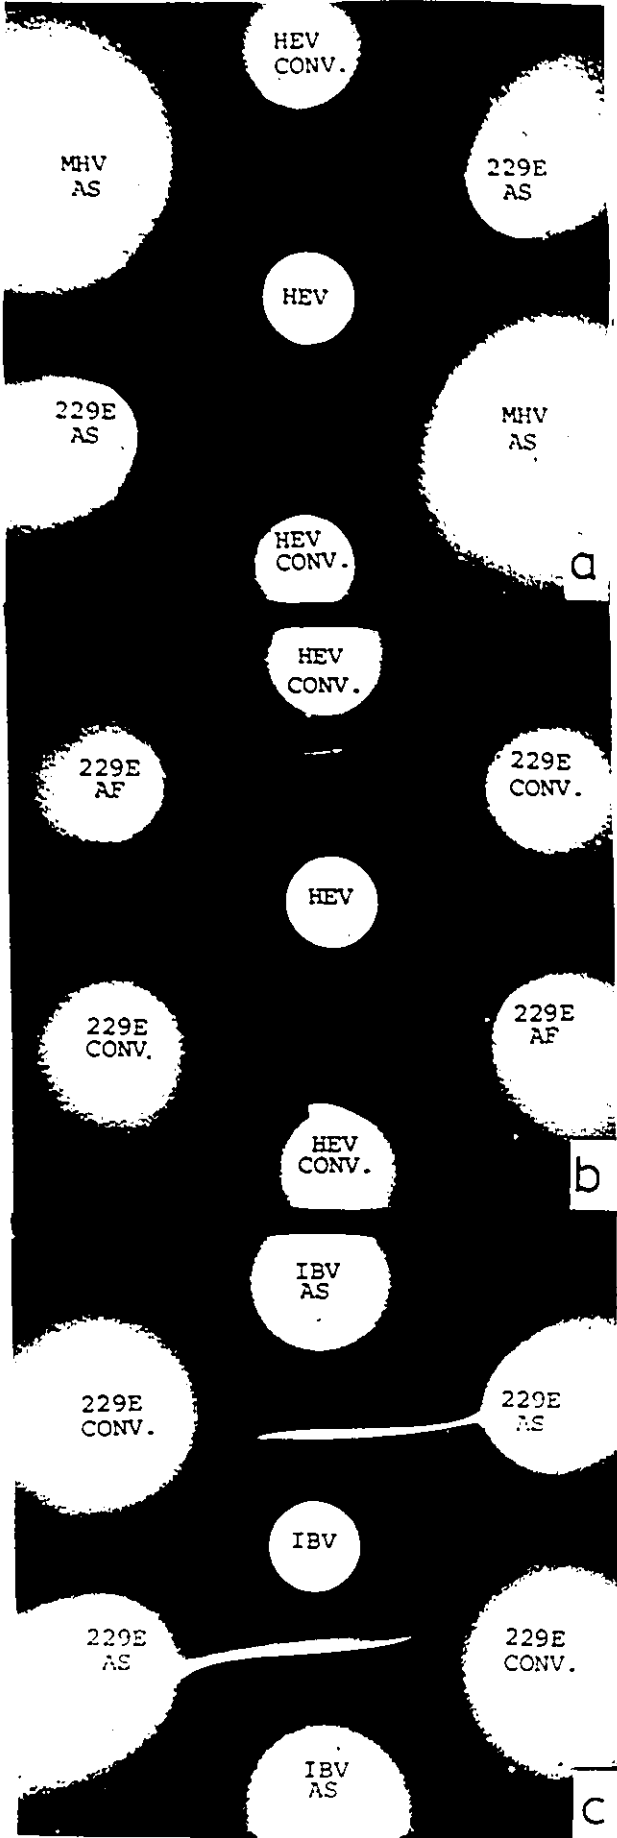 HEV
CONV.
MHV
AS
229E
AS
HEV
229E
AS
MHV
AS
HEV
CONV.
a
HEV
CONV.
229E
AF
229E
CONV.
HEV
229E
CONV.
229E
AF
HEV
CONV.
b
IBV
AS
229E
CONV.
229E
AS
IBV
229E
AS
229E
CONV.
IBV
AS
c